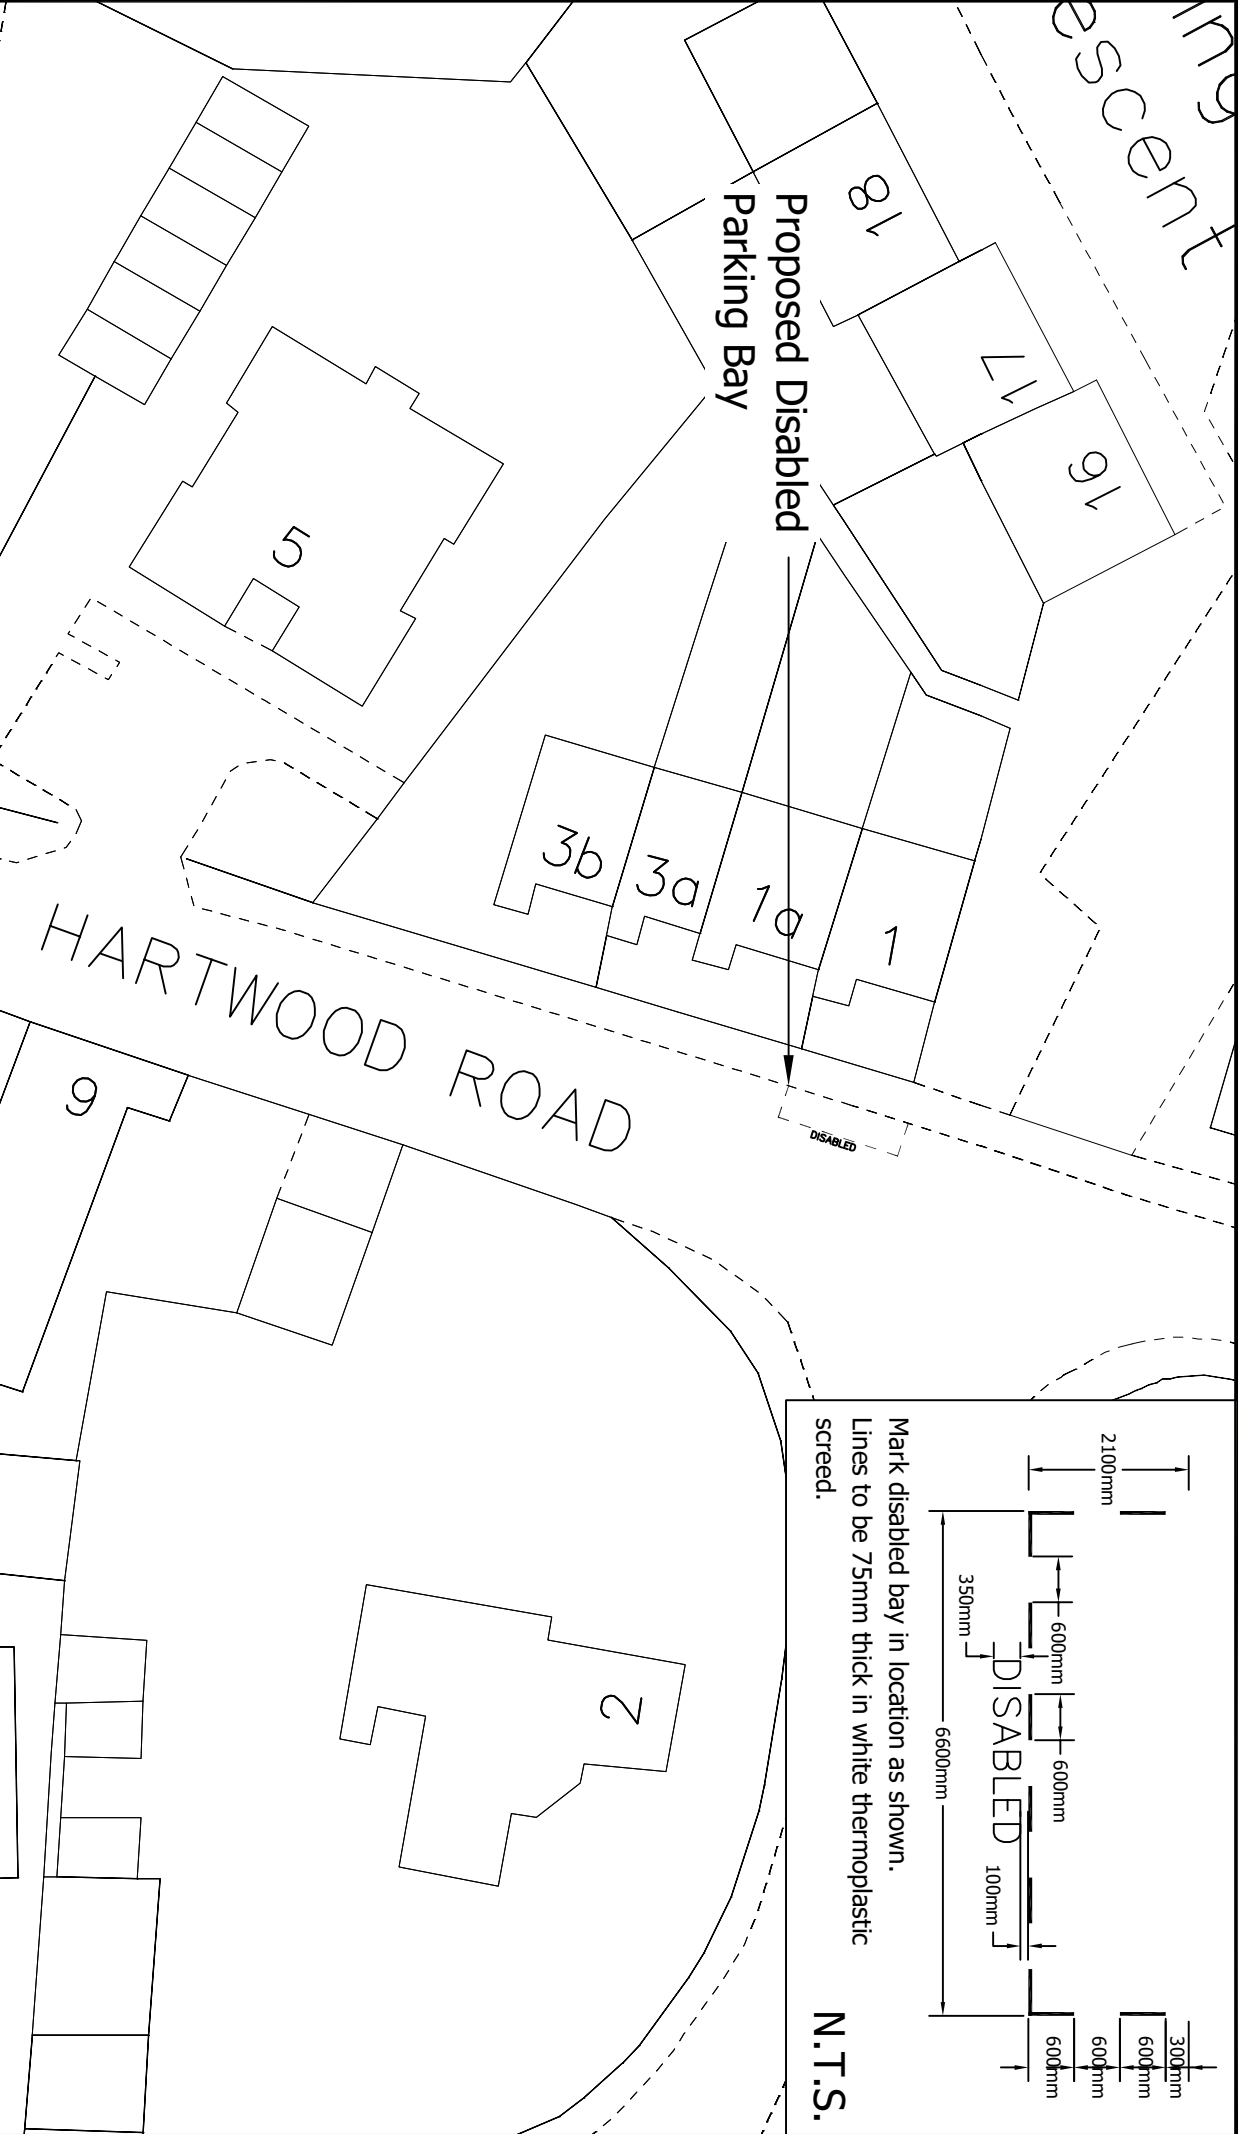 ing
escent
18
17
16
Proposed Disabled
Parking Bay
5
3b
3a
1a
1
HARTWOOD ROAD
DISABLED
9
2
2100mm
600mm
600mm
350mm
DISABLED
100mm
6600mm
300mm
600mm
600mm
600mm
Mark disabled bay in location as shown.
Lines to be 75mm thick in white thermoplastic
screed.
N.T.S.